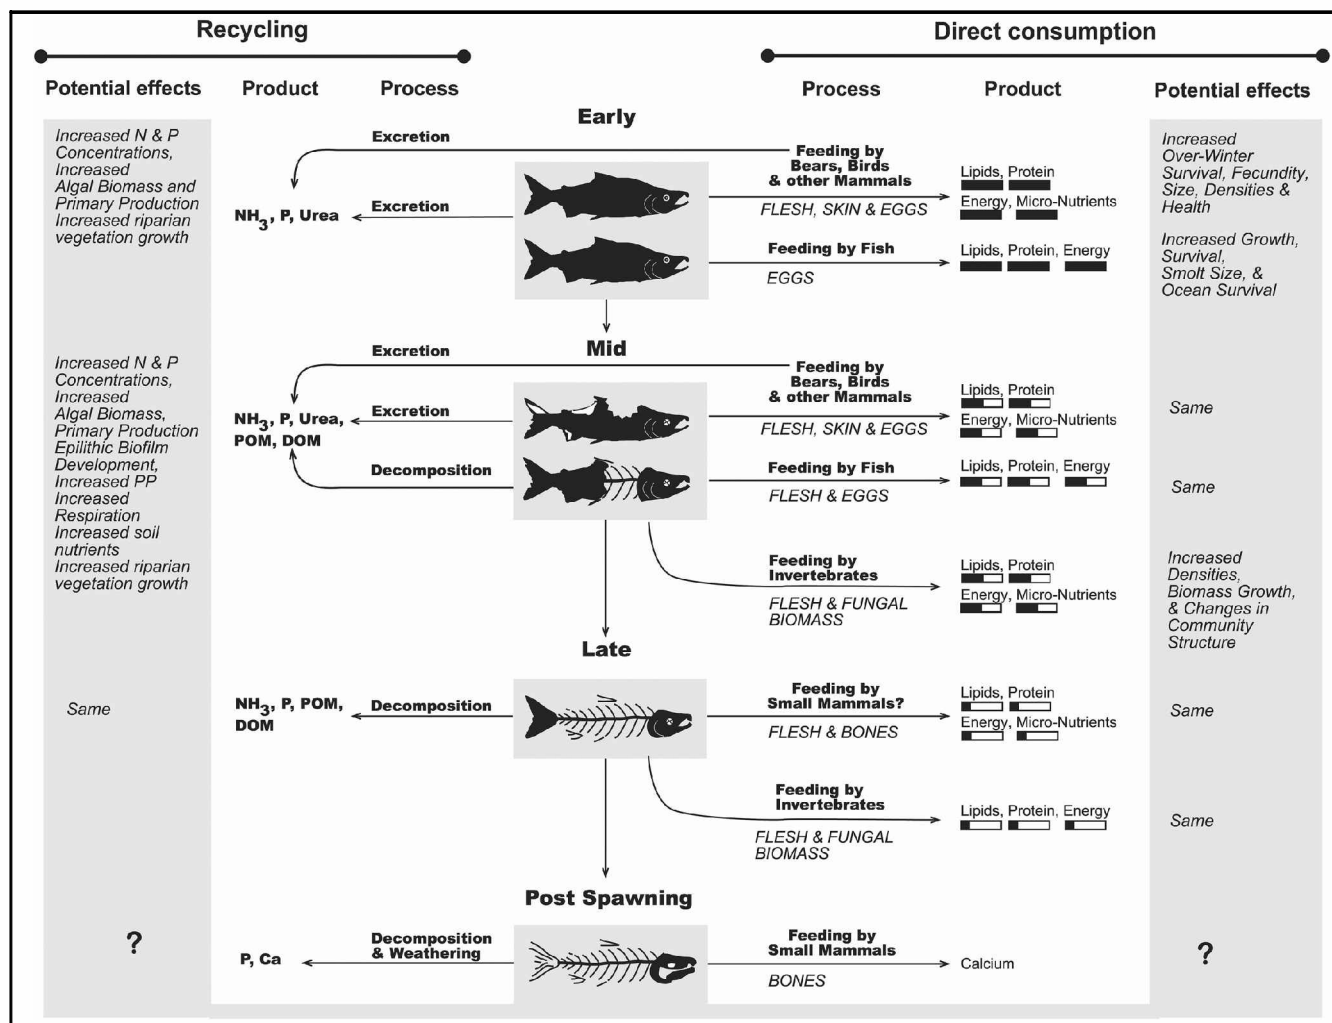 Recycling
Direct consumption
Potential effects
Product
Process
Process
Product
Potential effects
Early
Increased N & P
Concentrations,
Increased
Algal Biomass and
Primary Production
Increased riparian
vegetation growth
Excretion
NH3, P, Urea
Excretion
Feeding by
Bears, Birds
& other Mammals
FLESH, SKIN & EGGS
Lipids, Protein
Energy, Micro-Nutrients
Increased
Over-Winter
Survival, Fecundity,
Size, Densities &
Health
Feeding by Fish
EGGS
Lipids, Protein, Energy
Increased Growth,
Survival,
Smolt Size, &
Ocean Survival
Mid
Increased N & P
Concentrations,
Increased
Algal Biomass,
Primary Production
Epilithic Biofilm
Development,
Increased PP
Increased
Respiration
Increased soil
nutrients
Increased riparian
vegetation growth
Excretion
NH3, P, Urea,
POM, DOM
Excretion
Decomposition
Feeding by
Bears, Birds
& other Mammals
FLESH, SKIN & EGGS
Lipids, Protein
Energy, Micro-Nutrients
Same
Feeding by Fish
FLESH & EGGS
Lipids, Protein, Energy
Same
Feeding by
Invertebrates
FLESH & FUNGAL
BIOMASS
Lipids, Protein
Energy, Micro-Nutrients
Increased
Densities,
Biomass Growth,
& Changes in
Community
Structure
Late
Same
NH3, P, POM,
DOM
Decomposition
Feeding by
Small Mammals?
FLESH & BONES
Lipids, Protein
Energy, Micro-Nutrients
Same
Feeding by
Invertebrates
FLESH & FUNGAL
BIOMASS
Lipids, Protein, Energy
Same
Post Spawning
?
P, Ca
Decomposition
& Weathering
Feeding by
Small Mammals
BONES
Calcium
?